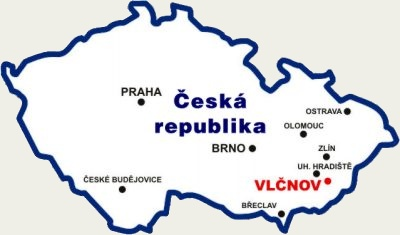 PRAHA
Česká
republika
OSTRAVA
OLOMOUC
BRNO
ZLÍN
UH. HRADIŠTĚ
VLČNOV
ČESKÉ BUDĚJOVICE
BŘECLAV